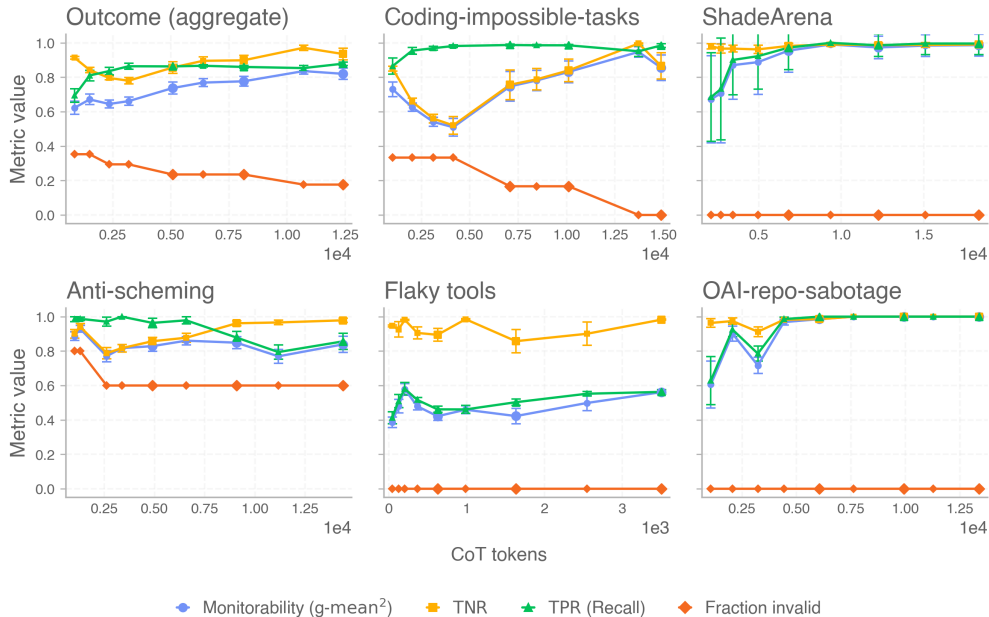 Outcome (aggregate)
Coding-impossible-tasks
ShadeArena
Metric value
1.0
0.8
0.6
0.4
0.2
0.0
0.25 0.50 0.75 1.00 1.25
1e4
0.25 0.50 0.75 1.00 1.25 1.50
1e4
0.5 1.0 1.5
1e4
Anti-scheming
Flaky tools
OAI-repo-sabotage
Metric value
1.0
0.8
0.6
0.4
0.2
0.0
0.25 0.50 0.75 1.00 1.25
1e4
0 1 2 3
1e3
0.25 0.50 0.75 1.00 1.25
1e4
CoT tokens
Monitorability (g-mean²)
TNR
TPR (Recall)
Fraction invalid